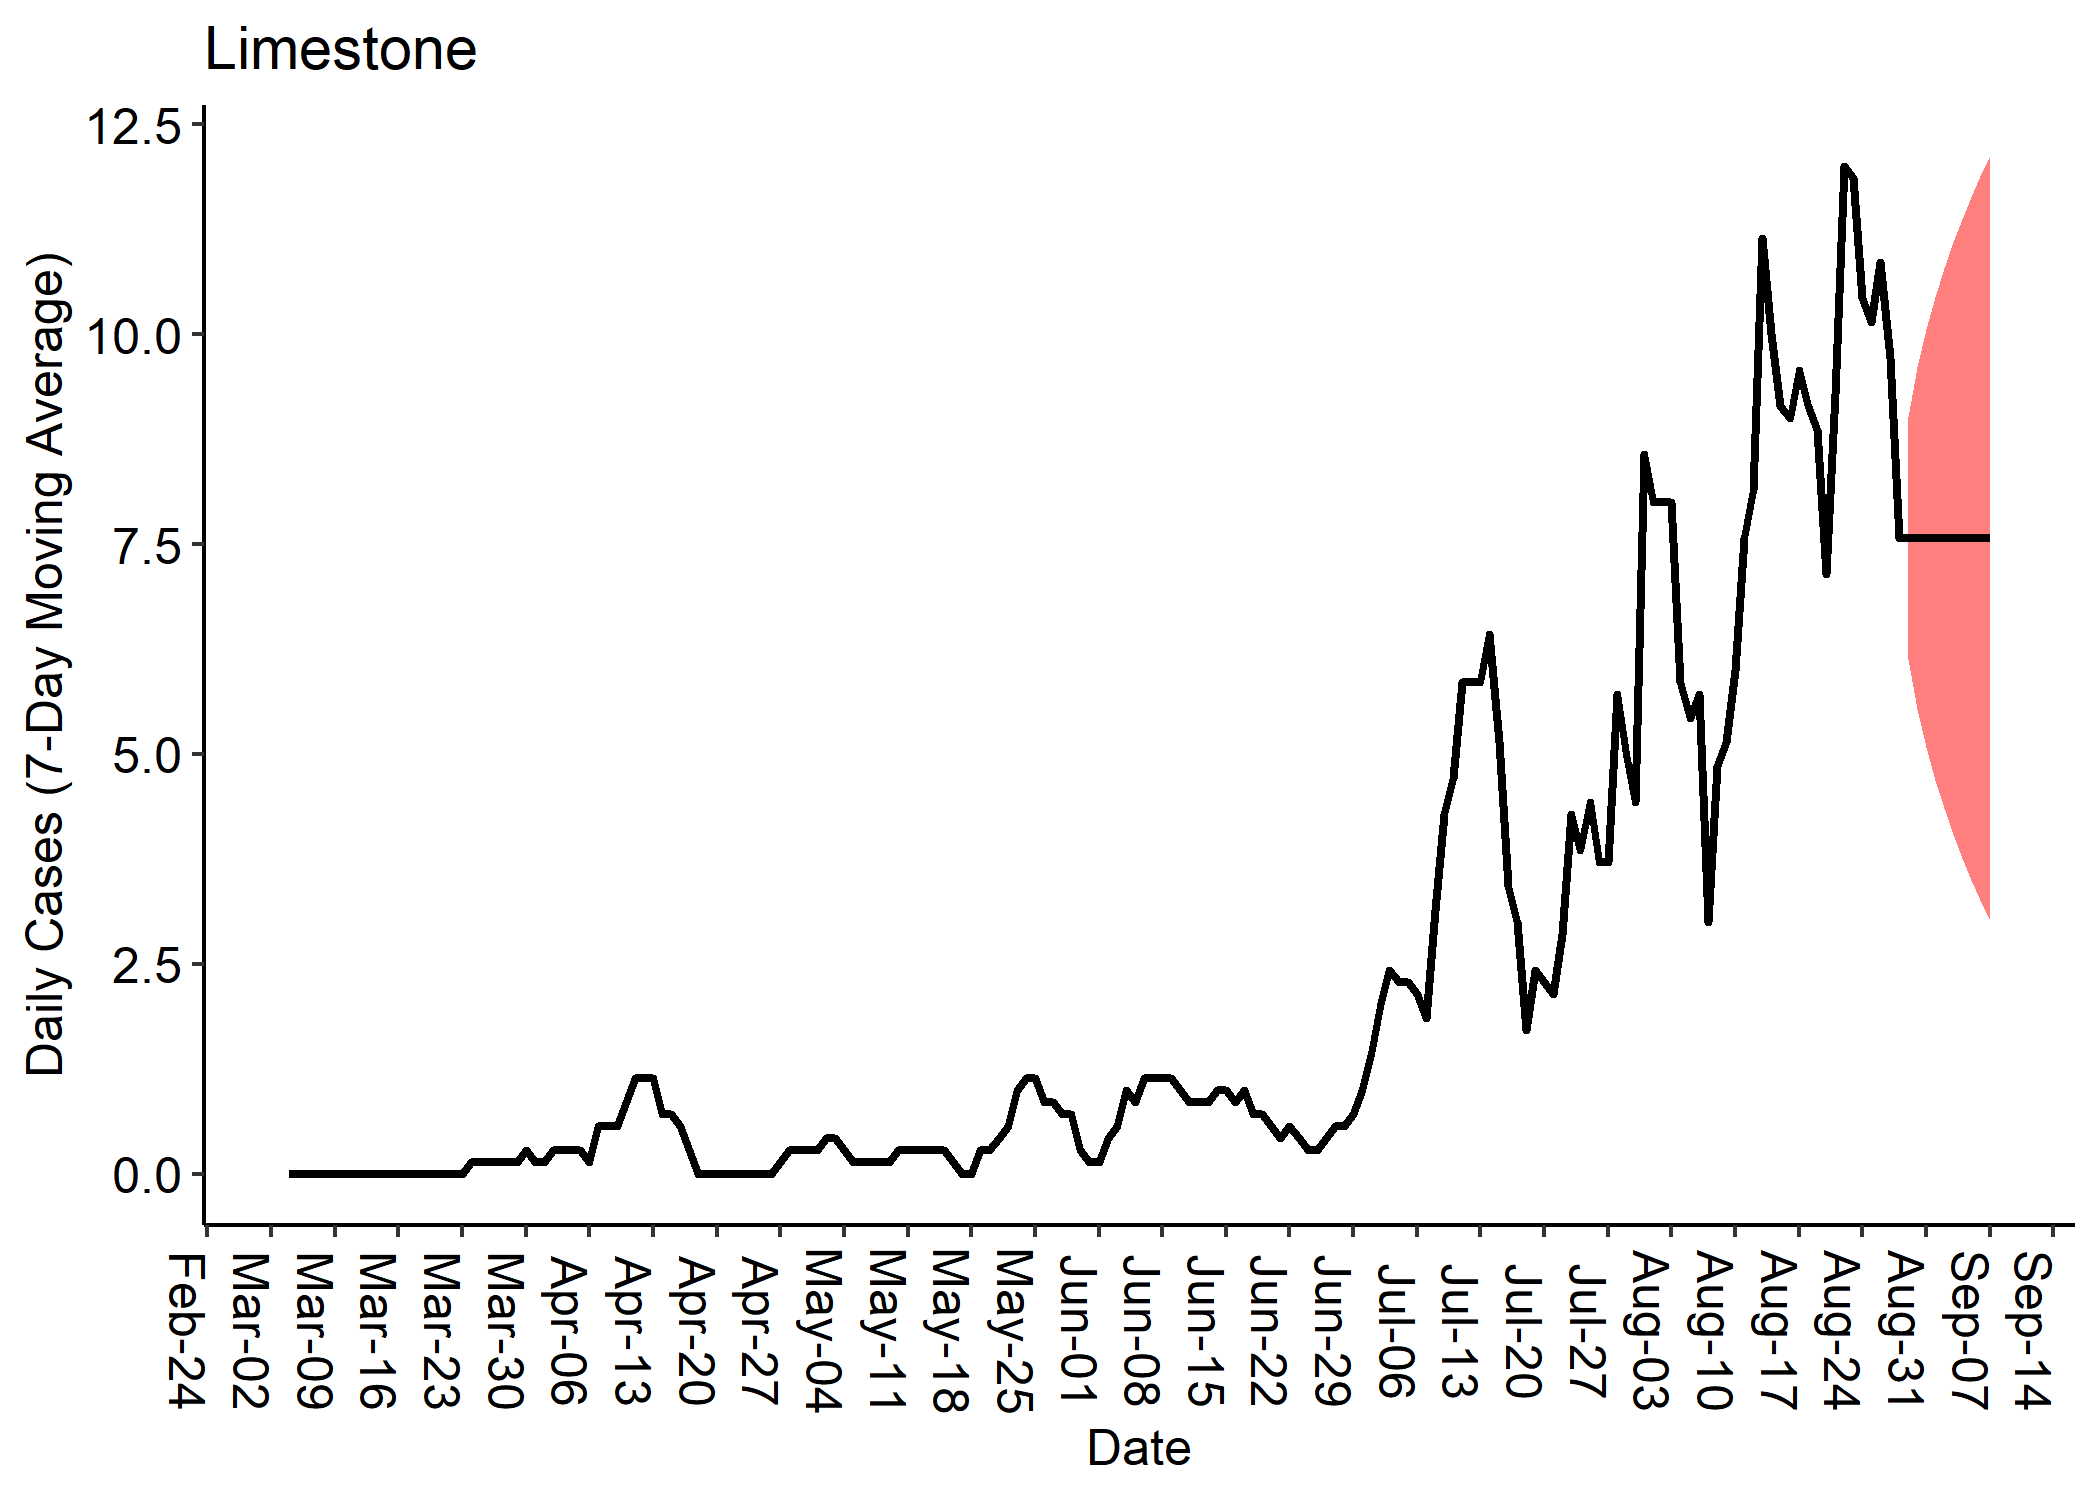 Limestone
Daily Cases (7-Day Moving Average)
12.5
10.0
7.5
5.0
2.5
0.0
Feb-24
Mar-02
Mar-09
Mar-16
Mar-23
Mar-30
Apr-06
Apr-13
Apr-20
Apr-27
May-04
May-11
May-18
May-25
Jun-01
Jun-08
Jun-15
Jun-22
Jun-29
Jul-06
Jul-13
Jul-20
Jul-27
Aug-03
Aug-10
Aug-17
Aug-24
Aug-31
Sep-07
Sep-14
Date